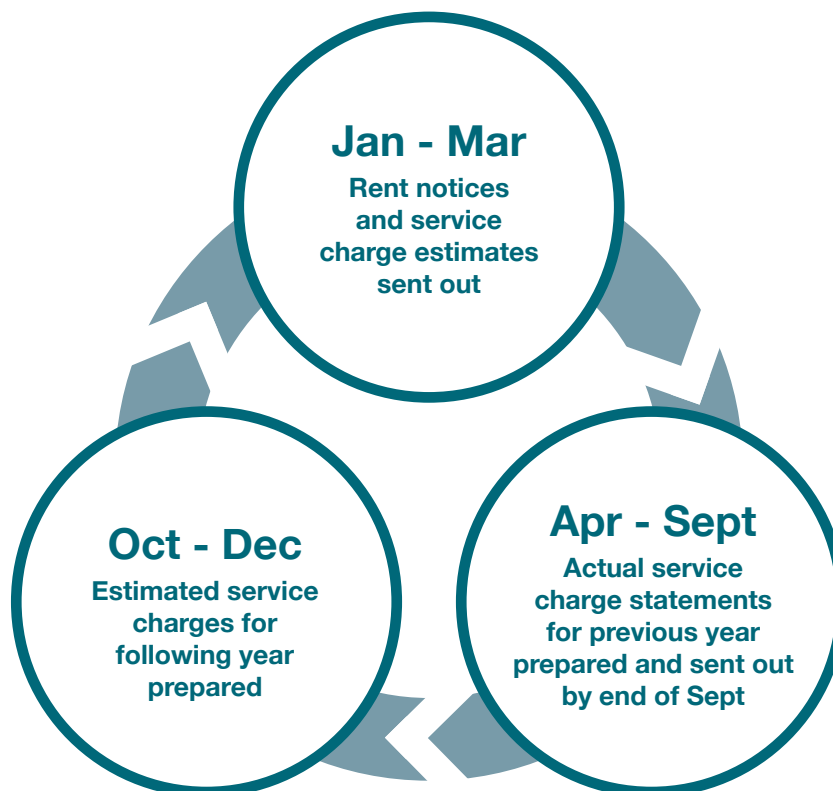 Jan - Mar
Rent notices
and service
charge estimates
sent out
Apr - Sept
Actual service
charge statements
for previous year
prepared and sent out
by end of Sept
Oct - Dec
Estimated service
charges for
following year
prepared